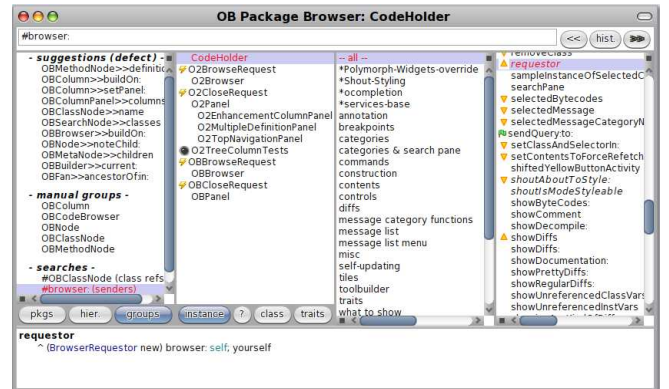 OB Package Browser: CodeHolder
#browser:
<<
hist.
>>
- suggestions (defect) -
OBMethodNode>>definitic
OBColumn>>buildOn:
OBColumn>>setPanel:
OBColumnPanel>>columns
OBClassNode>>name
OBSearchNode>>classes
OBBrowser>>buildOn:
OBNode>>noteChild:
OBMetaNode>>children
OBBuilder>>current:
OBFan>>ancestorOf:in:
- manual groups -
OBColumn
OBCodeBrowser
OBNode
OBClassNode
OBMethodNode
- searches -
#OBClassNode (class refs
#browser: (senders)
pkgs
hier.
groups
CodeHolder
O2BrowseRequest
OBBrowser
O2CloseRequest
O2Panel
O2EnhancementColumnPanel
O2MultipleDefinitionPanel
O2TopNavigationPanel
O2TreeColumnTests
OBBrowseRequest
OBBrowser
OBCloseRequest
OBPanel
instance
?
class
traits
-- all --
*Polymorph-Widgets-override
*Shout-Styling
*ocompletion
*services-base
annotation
breakpoints
categories
categories & search pane
commands
construction
contents
controls
diffs
message category functions
message list
message list menu
misc
self-updating
tiles
toolbuilder
traits
what to show
removeClass
requestor
sampleInstanceOfSelectedC
searchPane
selectedBytecodes
selectedMessage
selectedMessageCategoryN
sendQuery:to:
setClassAndSelectorIn:
setContentsToForceRefetch
shiftedYellowButtonActivity
shoutAboutToStyle:
shoutIsModeStyleable
showByteCodes:
showComment
showDecompile:
showDiffs
showDiffs:
showDocumentation:
showPrettyDiffs:
showRegularDiffs:
showUnreferencedClassVars
showUnreferencedInstVars
requestor
^ (BrowserRequestor new) browser: self; yourself